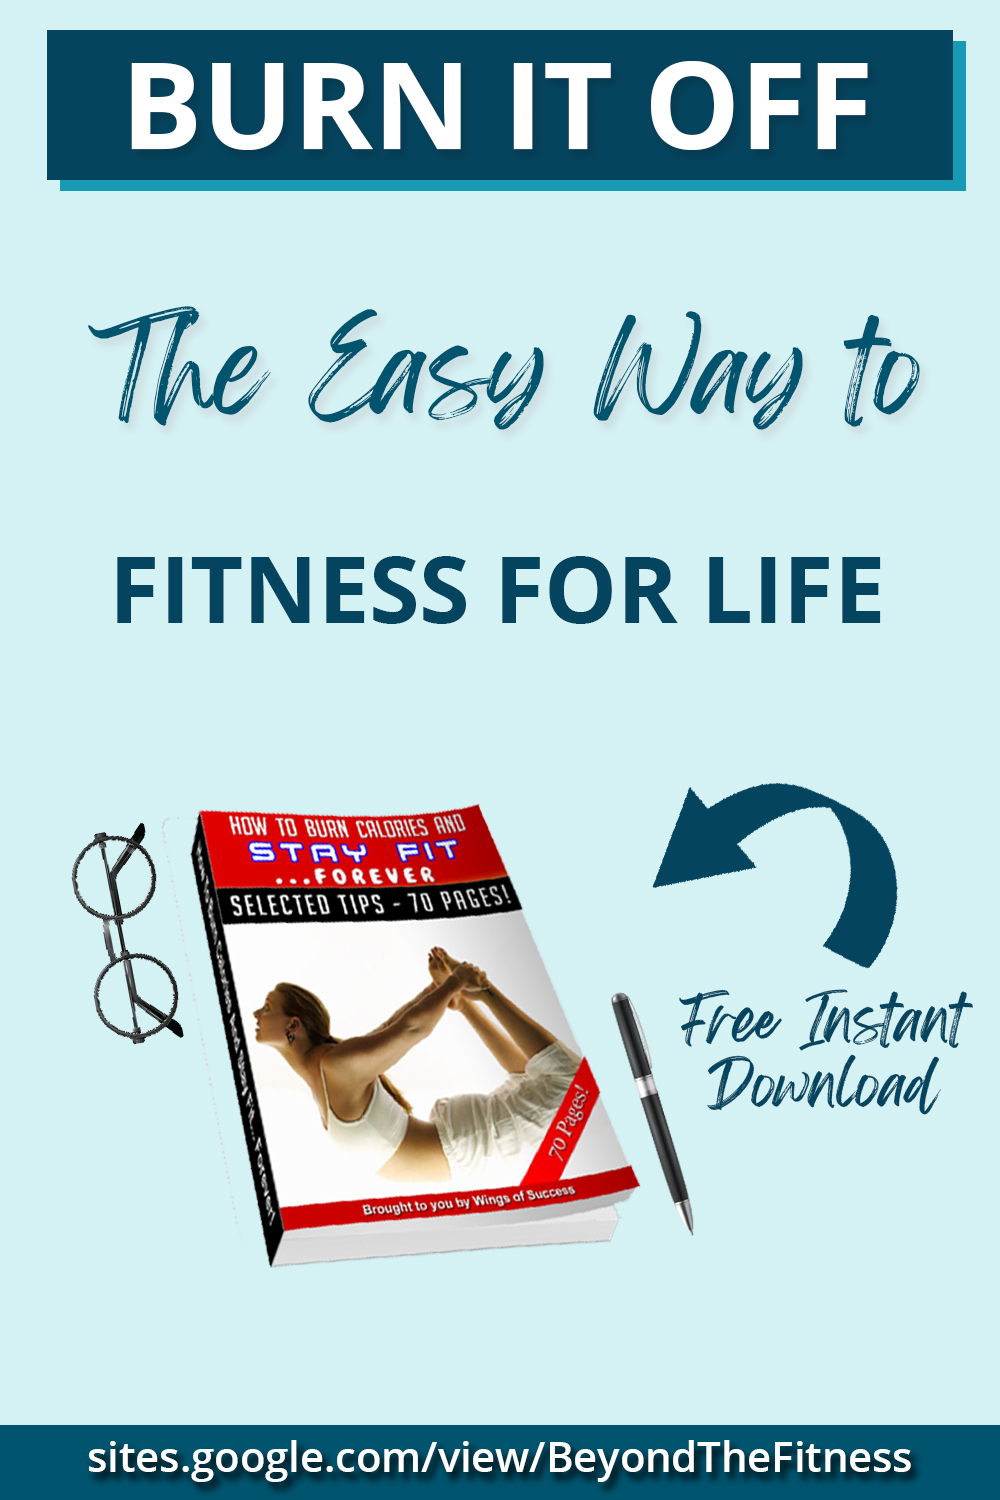 BURN IT OFF
The Easy Way to
FITNESS FOR LIFE
HOW TO BURN CALORIES AND
STAY FIT
...FOREVER
SELECTED TIPS - 70 PAGES!
70 Pages!
Brought to you by Wings of Success
Free Instant
Download
sites.google.com/view/BeyondTheFitness